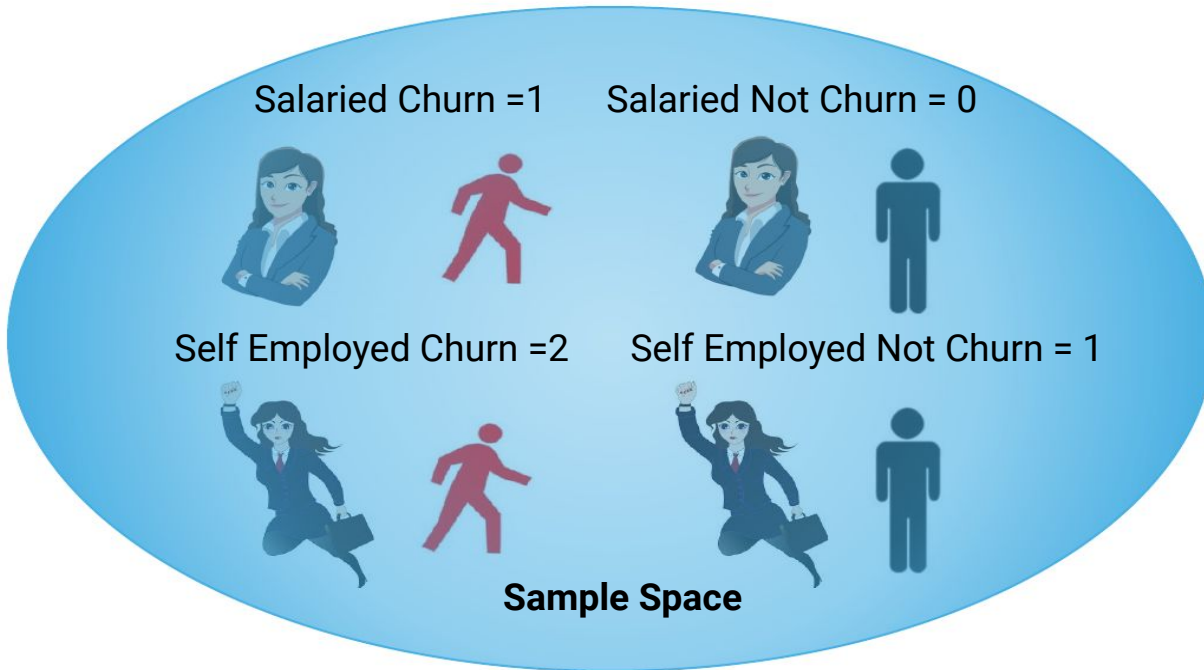 Salaried Churn =1
Salaried Not Churn = 0
Self Employed Churn =2
Self Employed Not Churn = 1
Sample Space